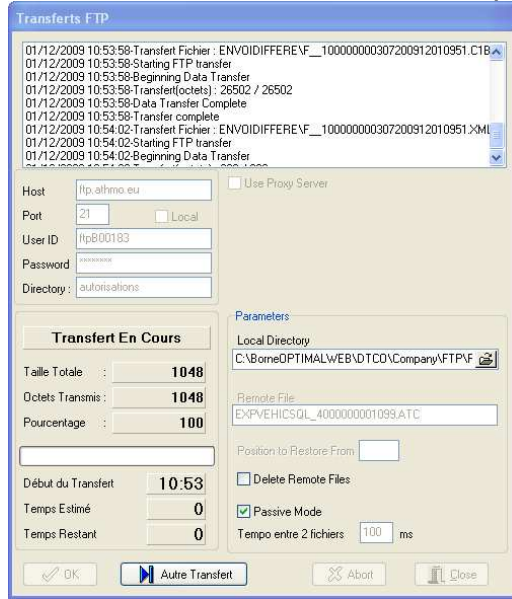 Transferts FTP
01/12/2009 10:53:58-Transfert Fichier : ENVOIDIFFERE\F__1000000030720091201 0951.C1B
01/12/2009 10:53:58-Starting FTP transfer
01/12/2009 10:53:58-Beginning Data Transfer
01/12/2009 10:53:58-Transfert(octets) : 26502 / 26502
01/12/2009 10:53:58-Data Transfer Complete
01/12/2009 10:53:58-Transfer complete
01/12/2009 10:54:02-Transfert Fichier : ENVOIDIFFERE\F__1000000030720091201 0951.XML
01/12/2009 10:54:02-Starting FTP transfer
01/12/2009 10:54:02-Beginning Data Transfer
Host ftp.athmo.eu
Use Proxy Server
Port 21 Local
User ID ftpB00183
Password ********
Directory : autorisations
Transfert En Cours
Taille Totale : 1048
Octets Transmis : 1048
Pourcentage : 100
Début du Transfert 10:53
Temps Estimé 0
Temps Restant 0
Parameters
Local Directory
C:\BorneOPTIMALWEB\DTCO\Company\FTP\F
Remote File
EXPVEHICSQL_4000000001099.ATC
Position to Restore From
Delete Remote Files
Passive Mode
Tempo entre 2 fichiers 100 ms
OK
Autre Transfert
Abort
Close